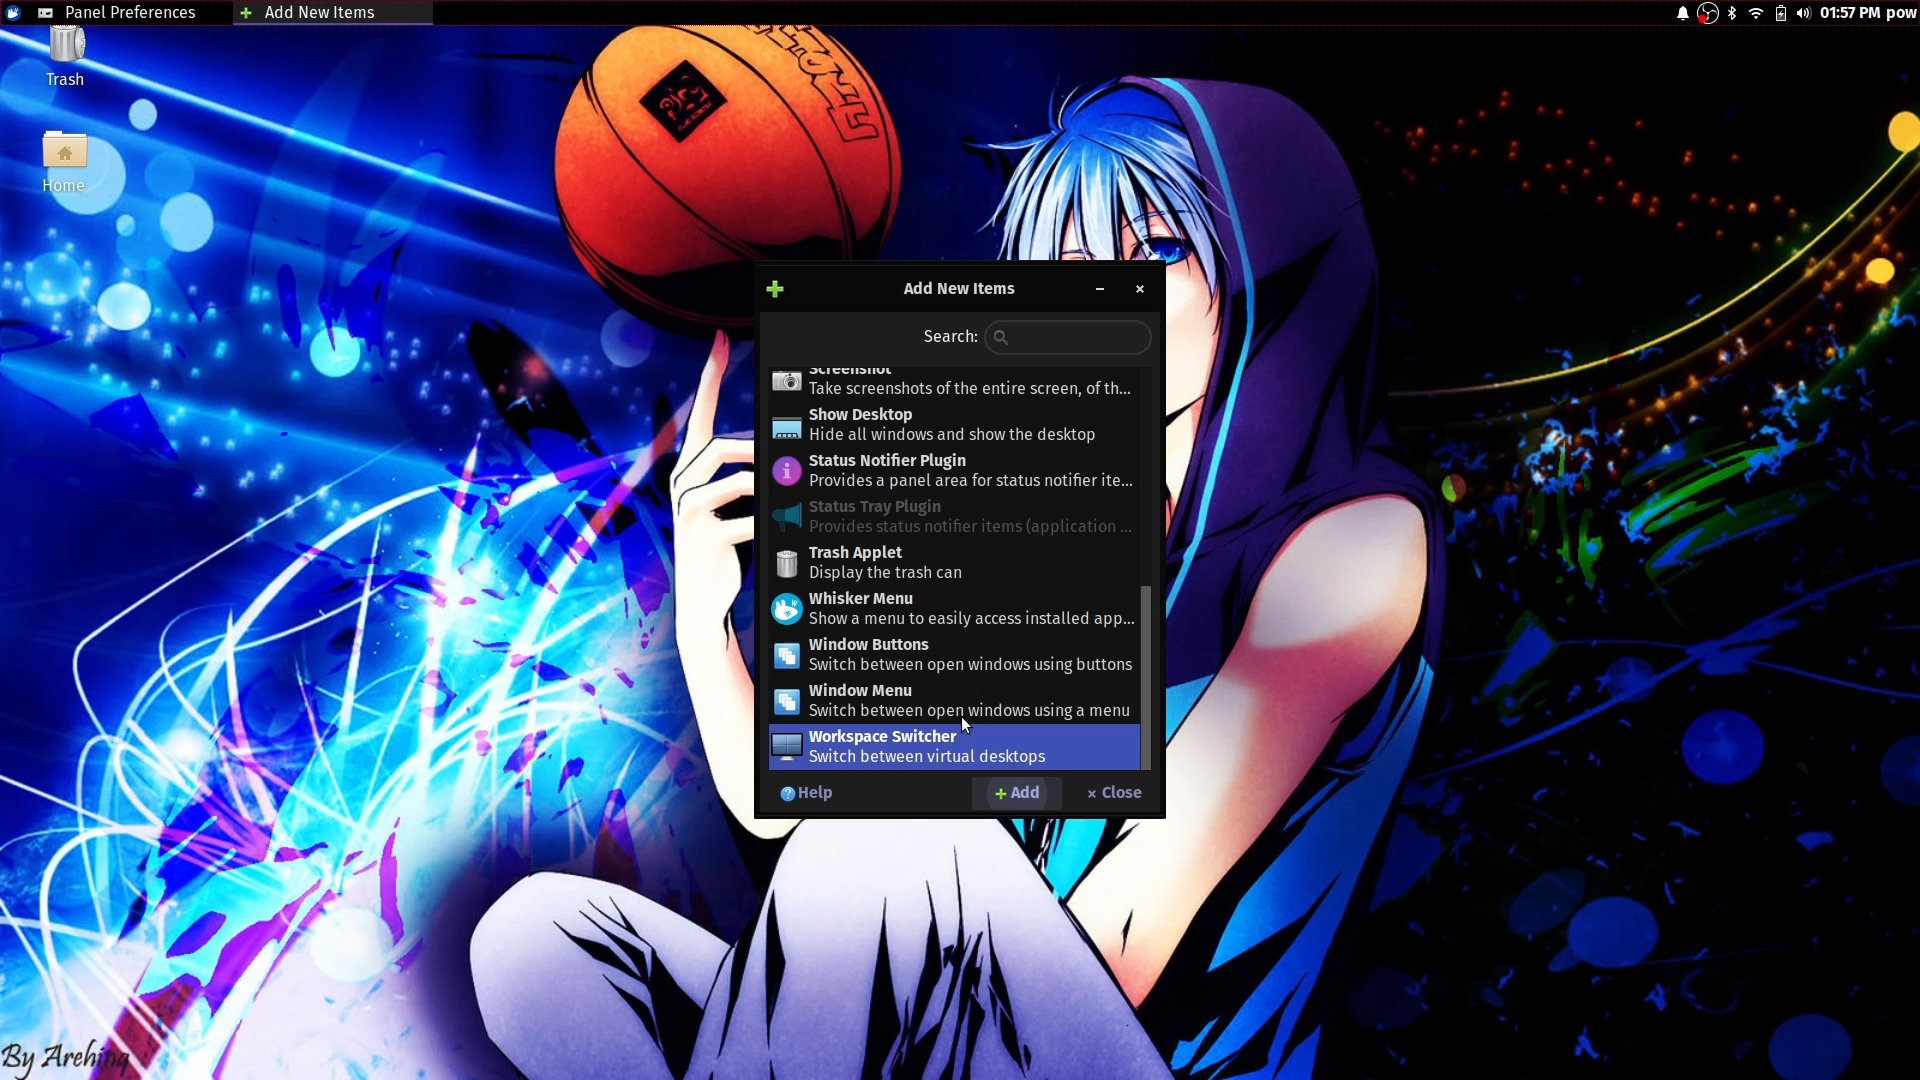 Panel Preferences
Add New Items
01:57 PM pow
Trash
Home
Add New Items
Search:
Screenshot
Take screenshots of the entire screen, of th...
Show Desktop
Hide all windows and show the desktop
Status Notifier Plugin
Provides a panel area for status notifier ite...
Status Tray Plugin
Provides status notifier items (application ...
Trash Applet
Display the trash can
Whisker Menu
Show a menu to easily access installed app...
Window Buttons
Switch between open windows using buttons
Window Menu
Switch between open windows using a menu
Workspace Switcher
Switch between virtual desktops
Help
Add
Close
By Arehinq